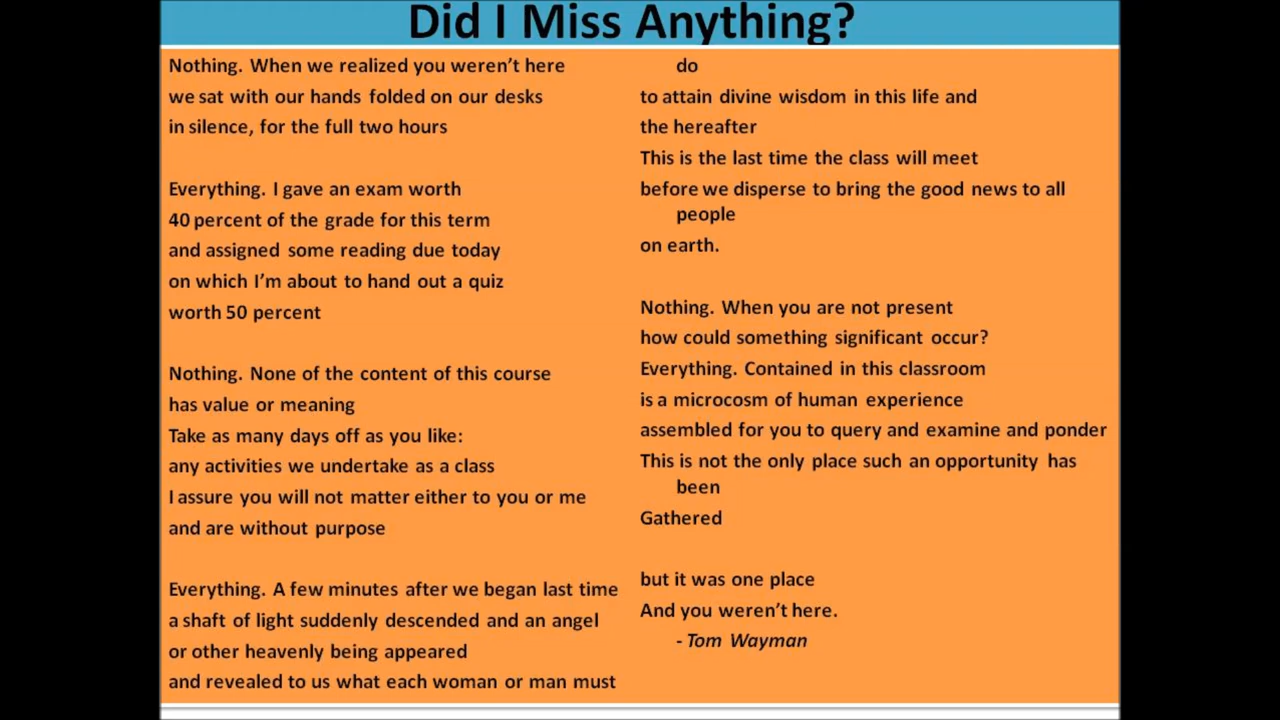 Did I Miss Anything?
Nothing. When we realized you weren’t here
we sat with our hands folded on our desks
in silence, for the full two hours
Everything. I gave an exam worth
40 percent of the grade for this term
and assigned some reading due today
on which I’m about to hand out a quiz
worth 50 percent
Nothing. None of the content of this course
has value or meaning
Take as many days off as you like:
any activities we undertake as a class
I assure you will not matter either to you or me
and are without purpose
Everything. A few minutes after we began last time
a shaft of light suddenly descended and an angel
or other heavenly being appeared
and revealed to us what each woman or man must
do
to attain divine wisdom in this life and
the hereafter
This is the last time the class will meet
before we disperse to bring the good news to all
people
on earth.
Nothing. When you are not present
how could something significant occur?
Everything. Contained in this classroom
is a microcosm of human experience
assembled for you to query and examine and ponder
This is not the only place such an opportunity has
been
Gathered
but it was one place
And you weren’t here.
- Tom Wayman